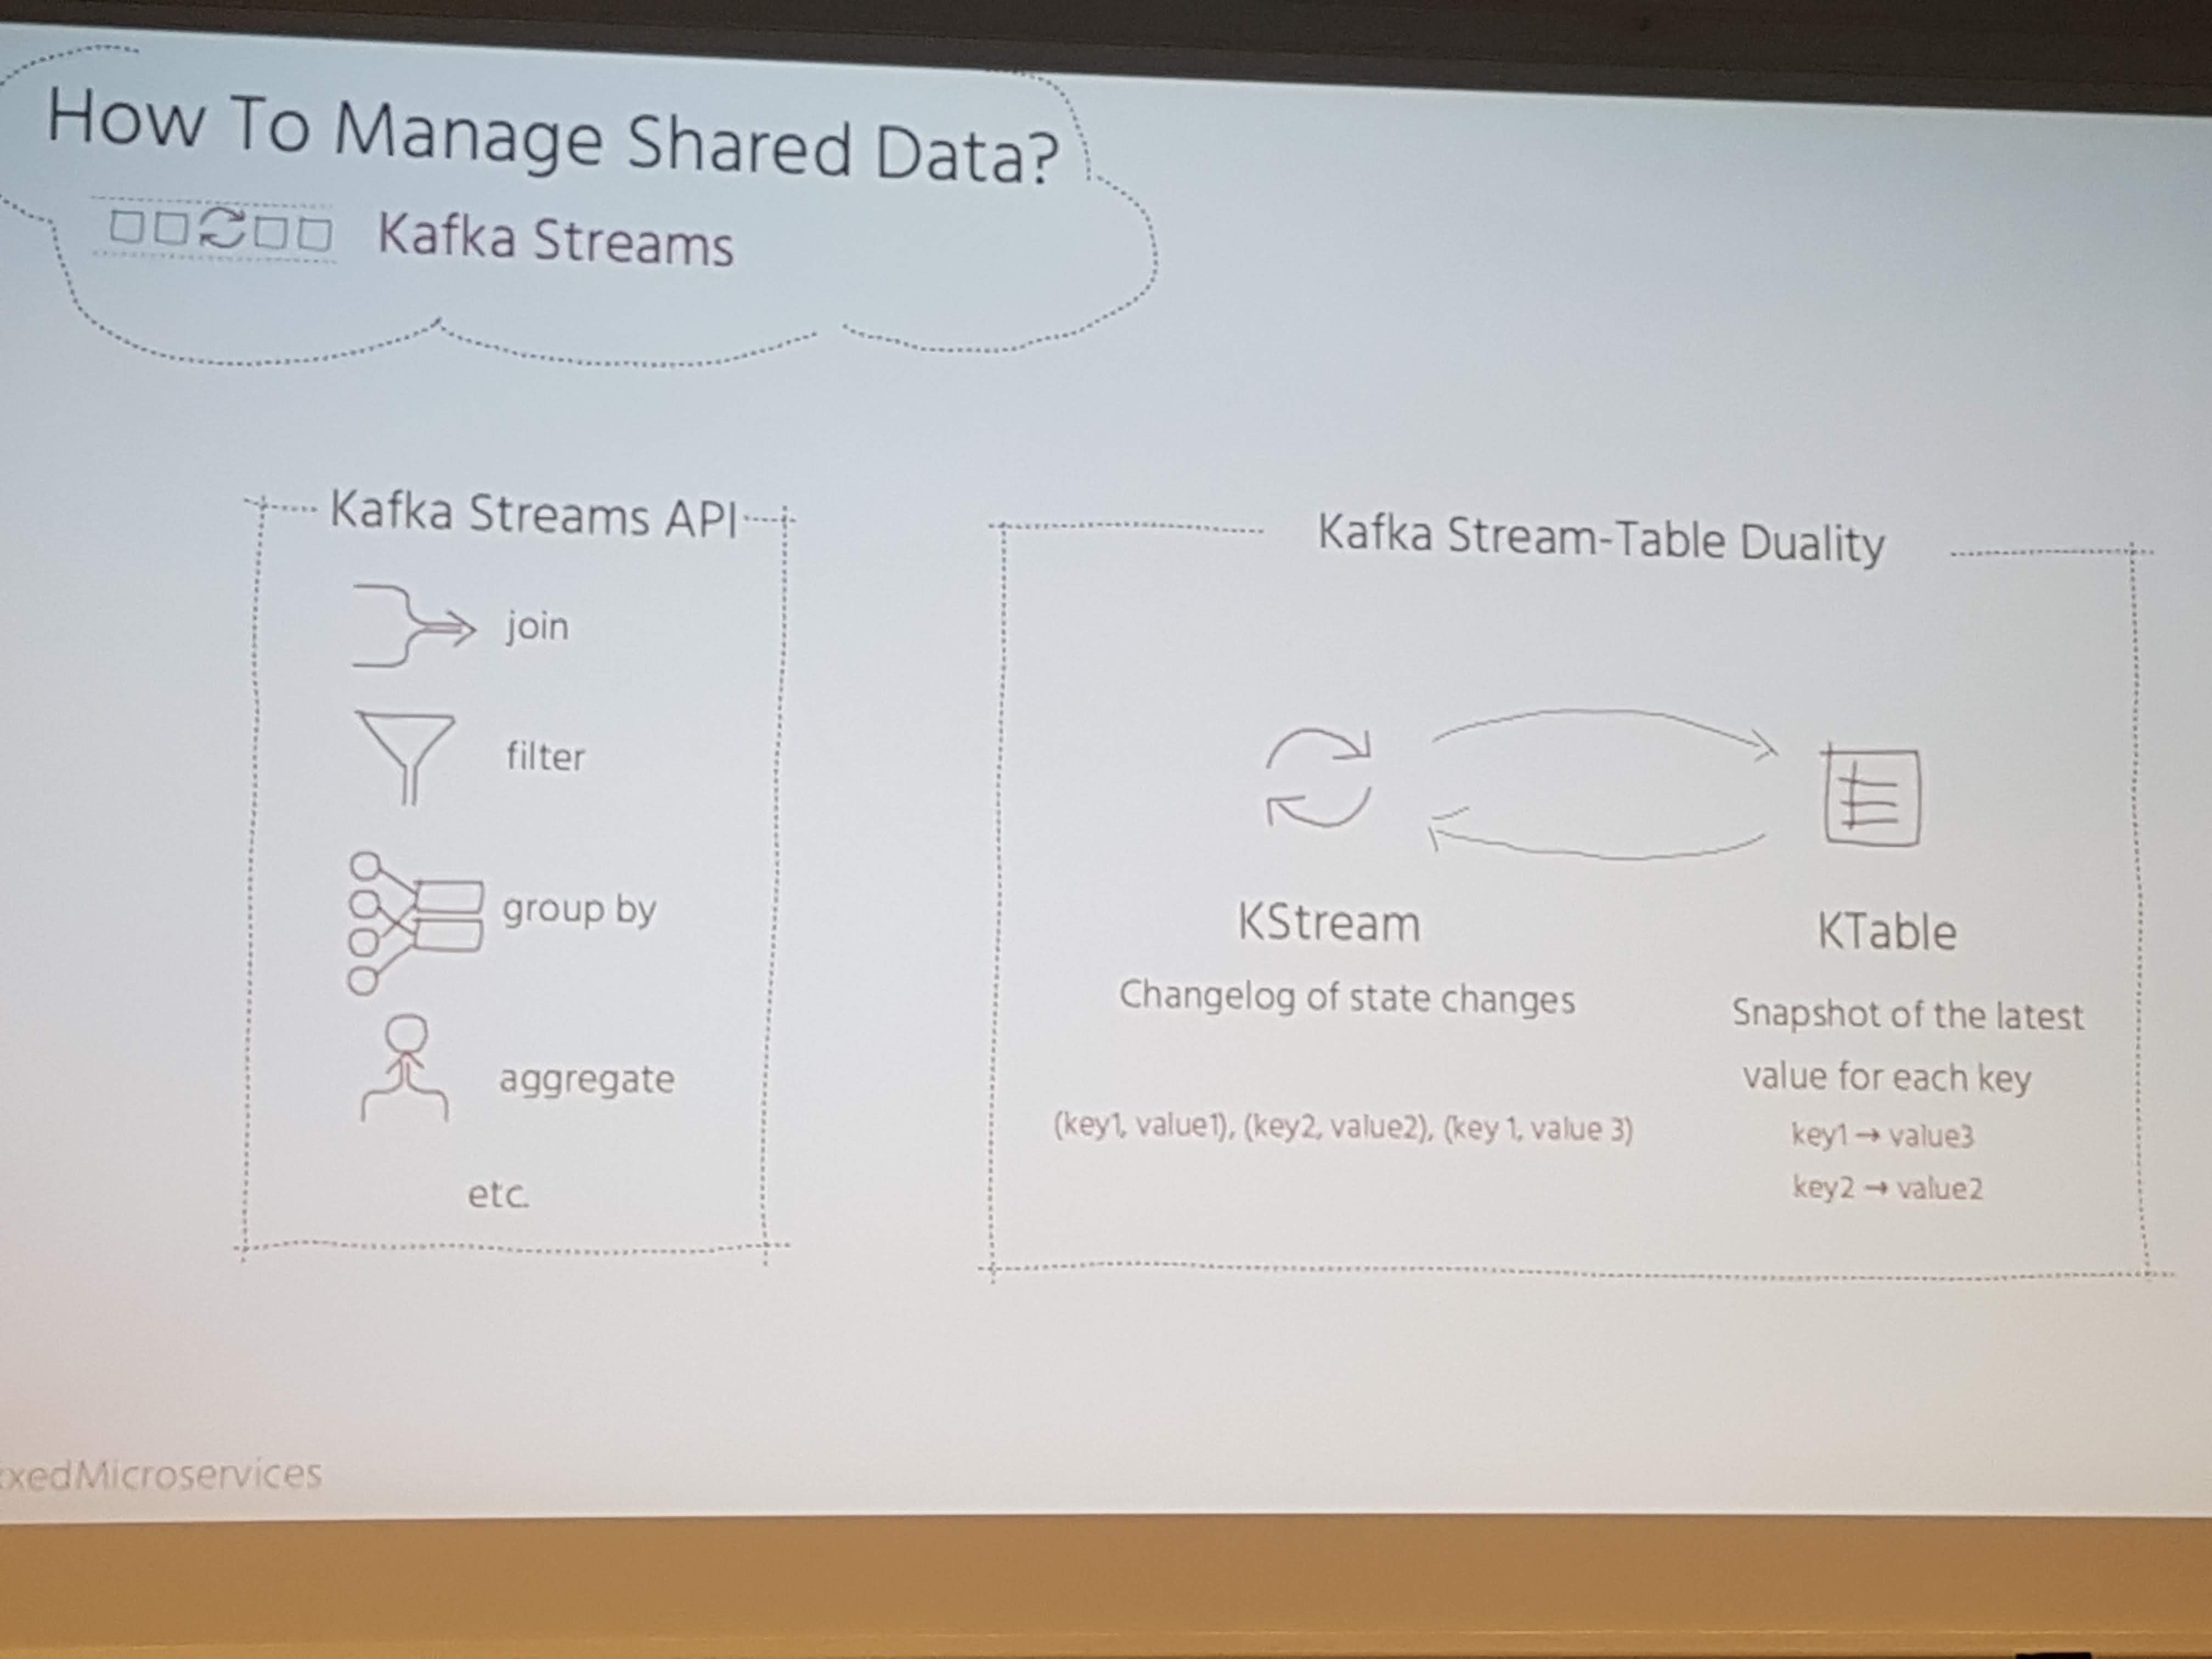 How To Manage Shared Data?
Kafka Streams
Kafka Streams API
join
filter
group by
aggregate
etc.
Kafka Stream-Table Duality
KStream
Changelog of state changes
(key1, value1), (key2, value2), (key 1, value 3)
KTable
Snapshot of the latest
value for each key
key1 → value3
key2 → value2
xedMicroservices